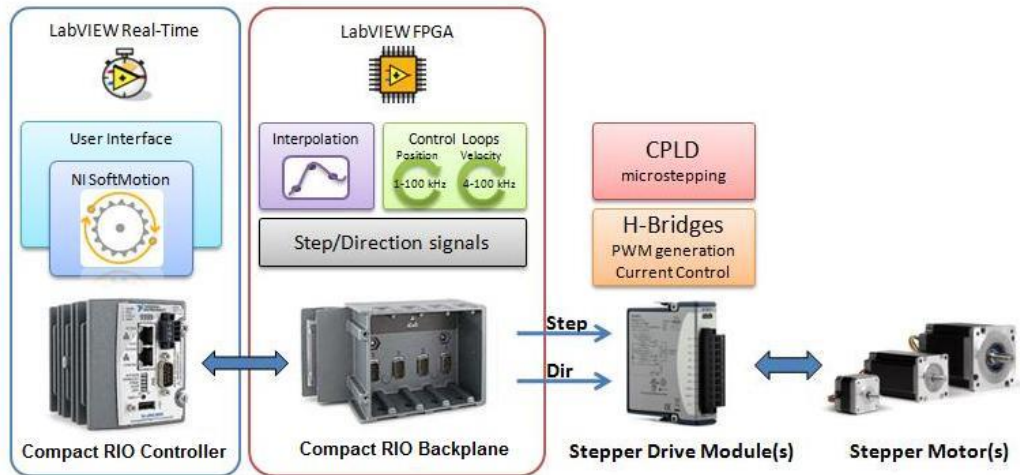 LabVIEW Real-Time
User Interface
NI SoftMotion
Compact RIO Controller
LabVIEW FPGA
Interpolation
Control Loops
Position Velocity
1-100 kHz 4-100 kHz
Step/Direction signals
Compact RIO Backplane
Step
Dir
CPLD
microstepping
H-Bridges
PWM generation
Current Control
Stepper Drive Module(s)
Stepper Motor(s)